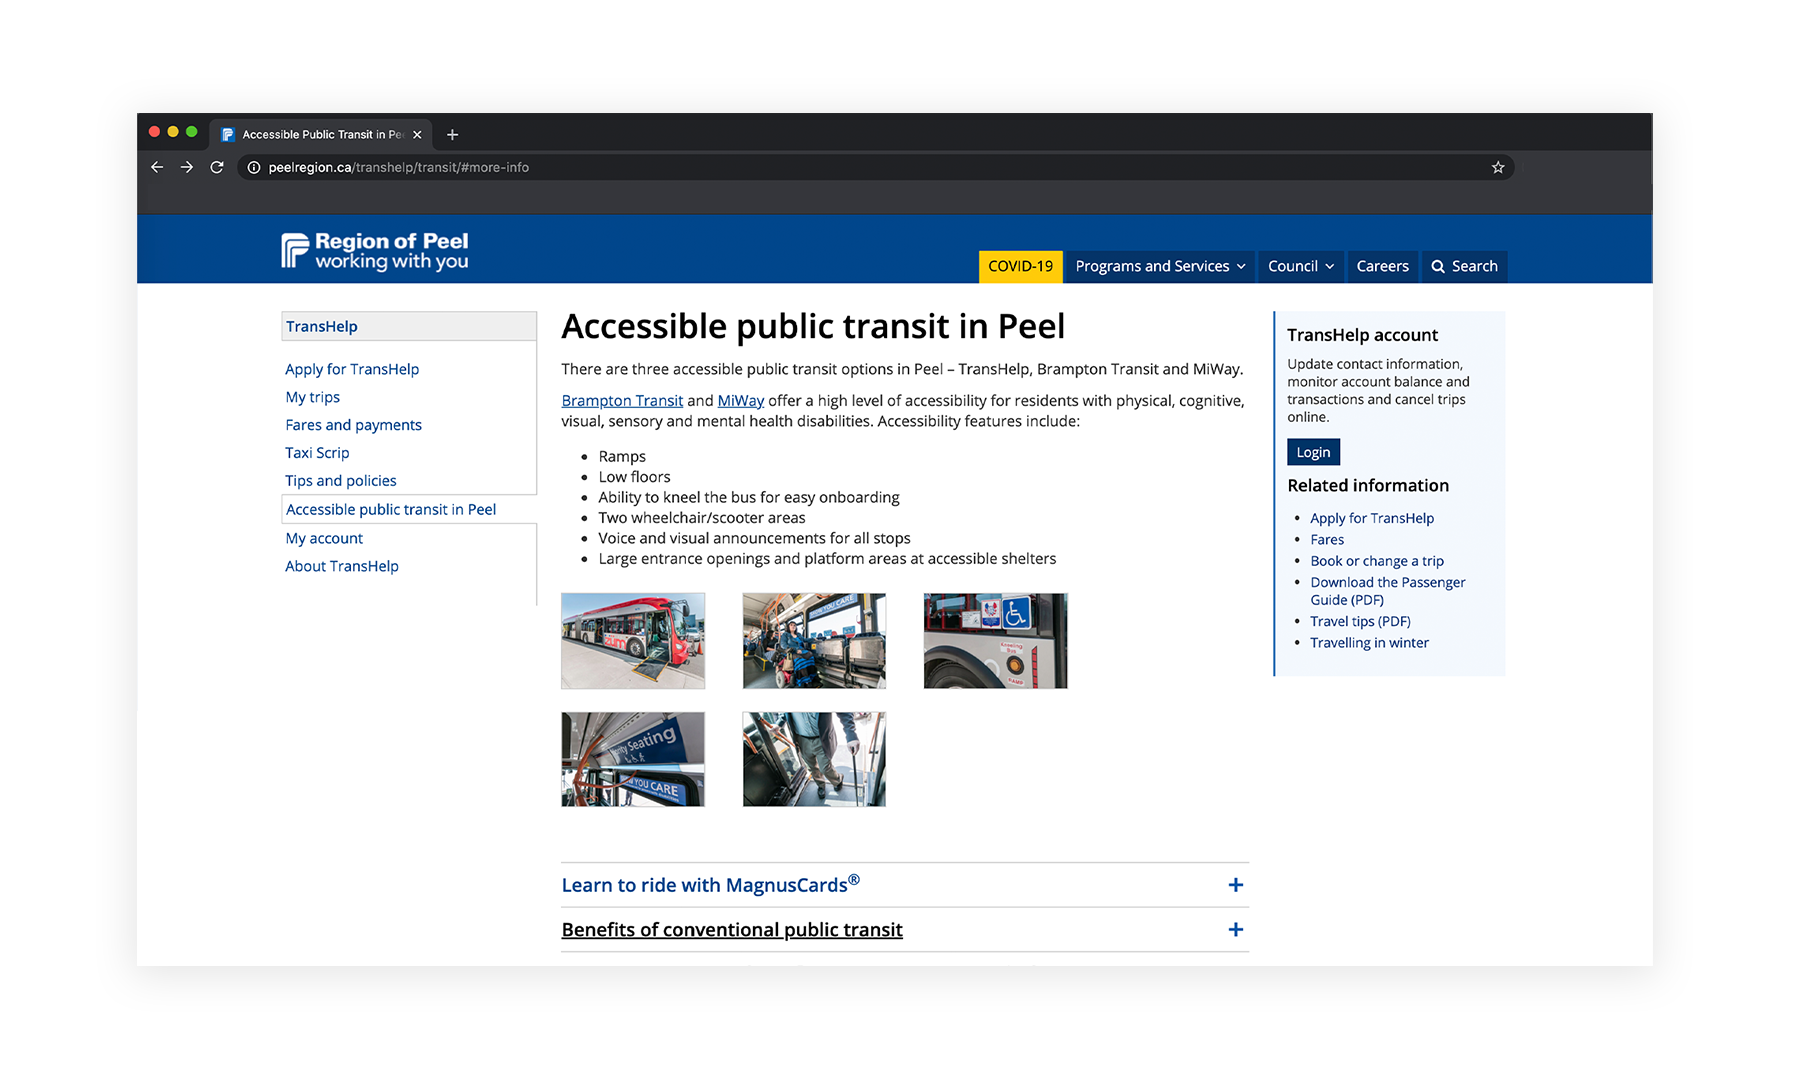 Accessible Public Transit in Pe
peelregion.ca/transhelp/transit/#more-info
Region of Peel
working with you
COVID-19
Programs and Services
Council
Careers
Search
TransHelp
Apply for TransHelp
My trips
Fares and payments
Taxi Scrip
Tips and policies
Accessible public transit in Peel
My account
About TransHelp
Accessible public transit in Peel
There are three accessible public transit options in Peel – TransHelp, Brampton Transit and MiWay.
Brampton Transit and MiWay offer a high level of accessibility for residents with physical, cognitive,
visual, sensory and mental health disabilities. Accessibility features include:
• Ramps
• Low floors
• Ability to kneel the bus for easy onboarding
• Two wheelchair/scooter areas
• Voice and visual announcements for all stops
• Large entrance openings and platform areas at accessible shelters
züm
YOU CARE
Kneeling
Bus
RAMP
Seating
YOU CARE
Learn to ride with MagnusCards®
Benefits of conventional public transit
TransHelp account
Update contact information,
monitor account balance and
transactions and cancel trips
online.
Login
Related information
• Apply for TransHelp
• Fares
• Book or change a trip
• Download the Passenger
Guide (PDF)
• Travel tips (PDF)
• Travelling in winter